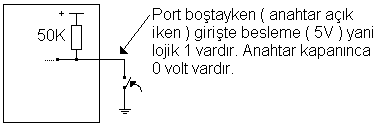 +
50K
Port boştayken ( anahtar açık
iken ) girişte besleme ( 5V ) yani
lojik 1 vardır. Anahtar kapanınca
0 volt vardır.